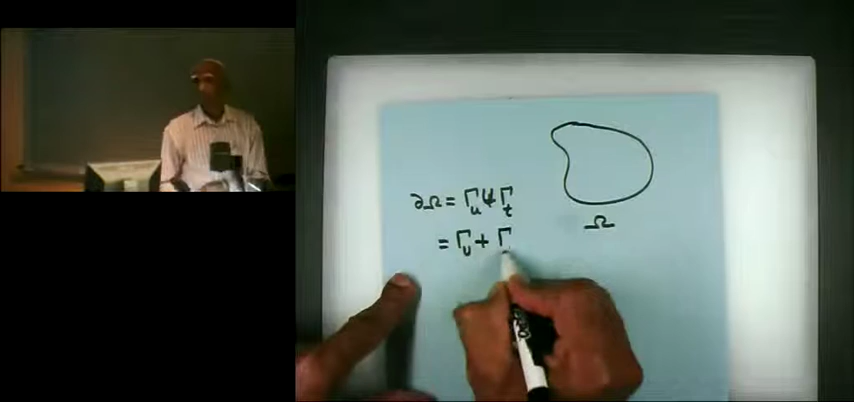 ∂Ω = Γu ⊎ Γt
= Γu + Γ
Ω